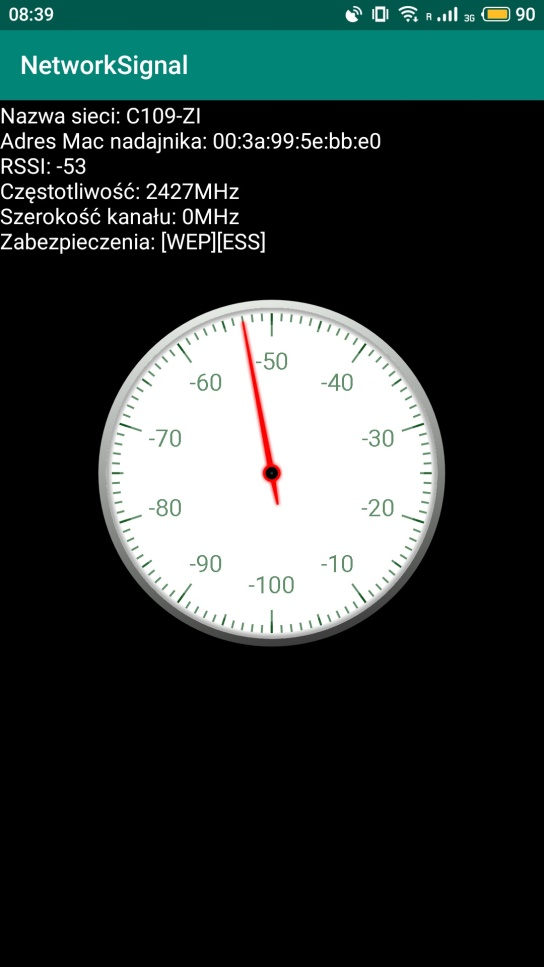 08:39
R
3G
90
NetworkSignal
Nazwa sieci: C109-ZI
Adres Mac nadajnika: 00:3a:99:5e:bb:e0
RSSI: -53
Częstotliwość: 2427MHz
Szerokość kanału: 0MHz
Zabezpieczenia: [WEP][ESS]
-50
-60
-40
-70
-30
-80
-20
-90
-10
-100